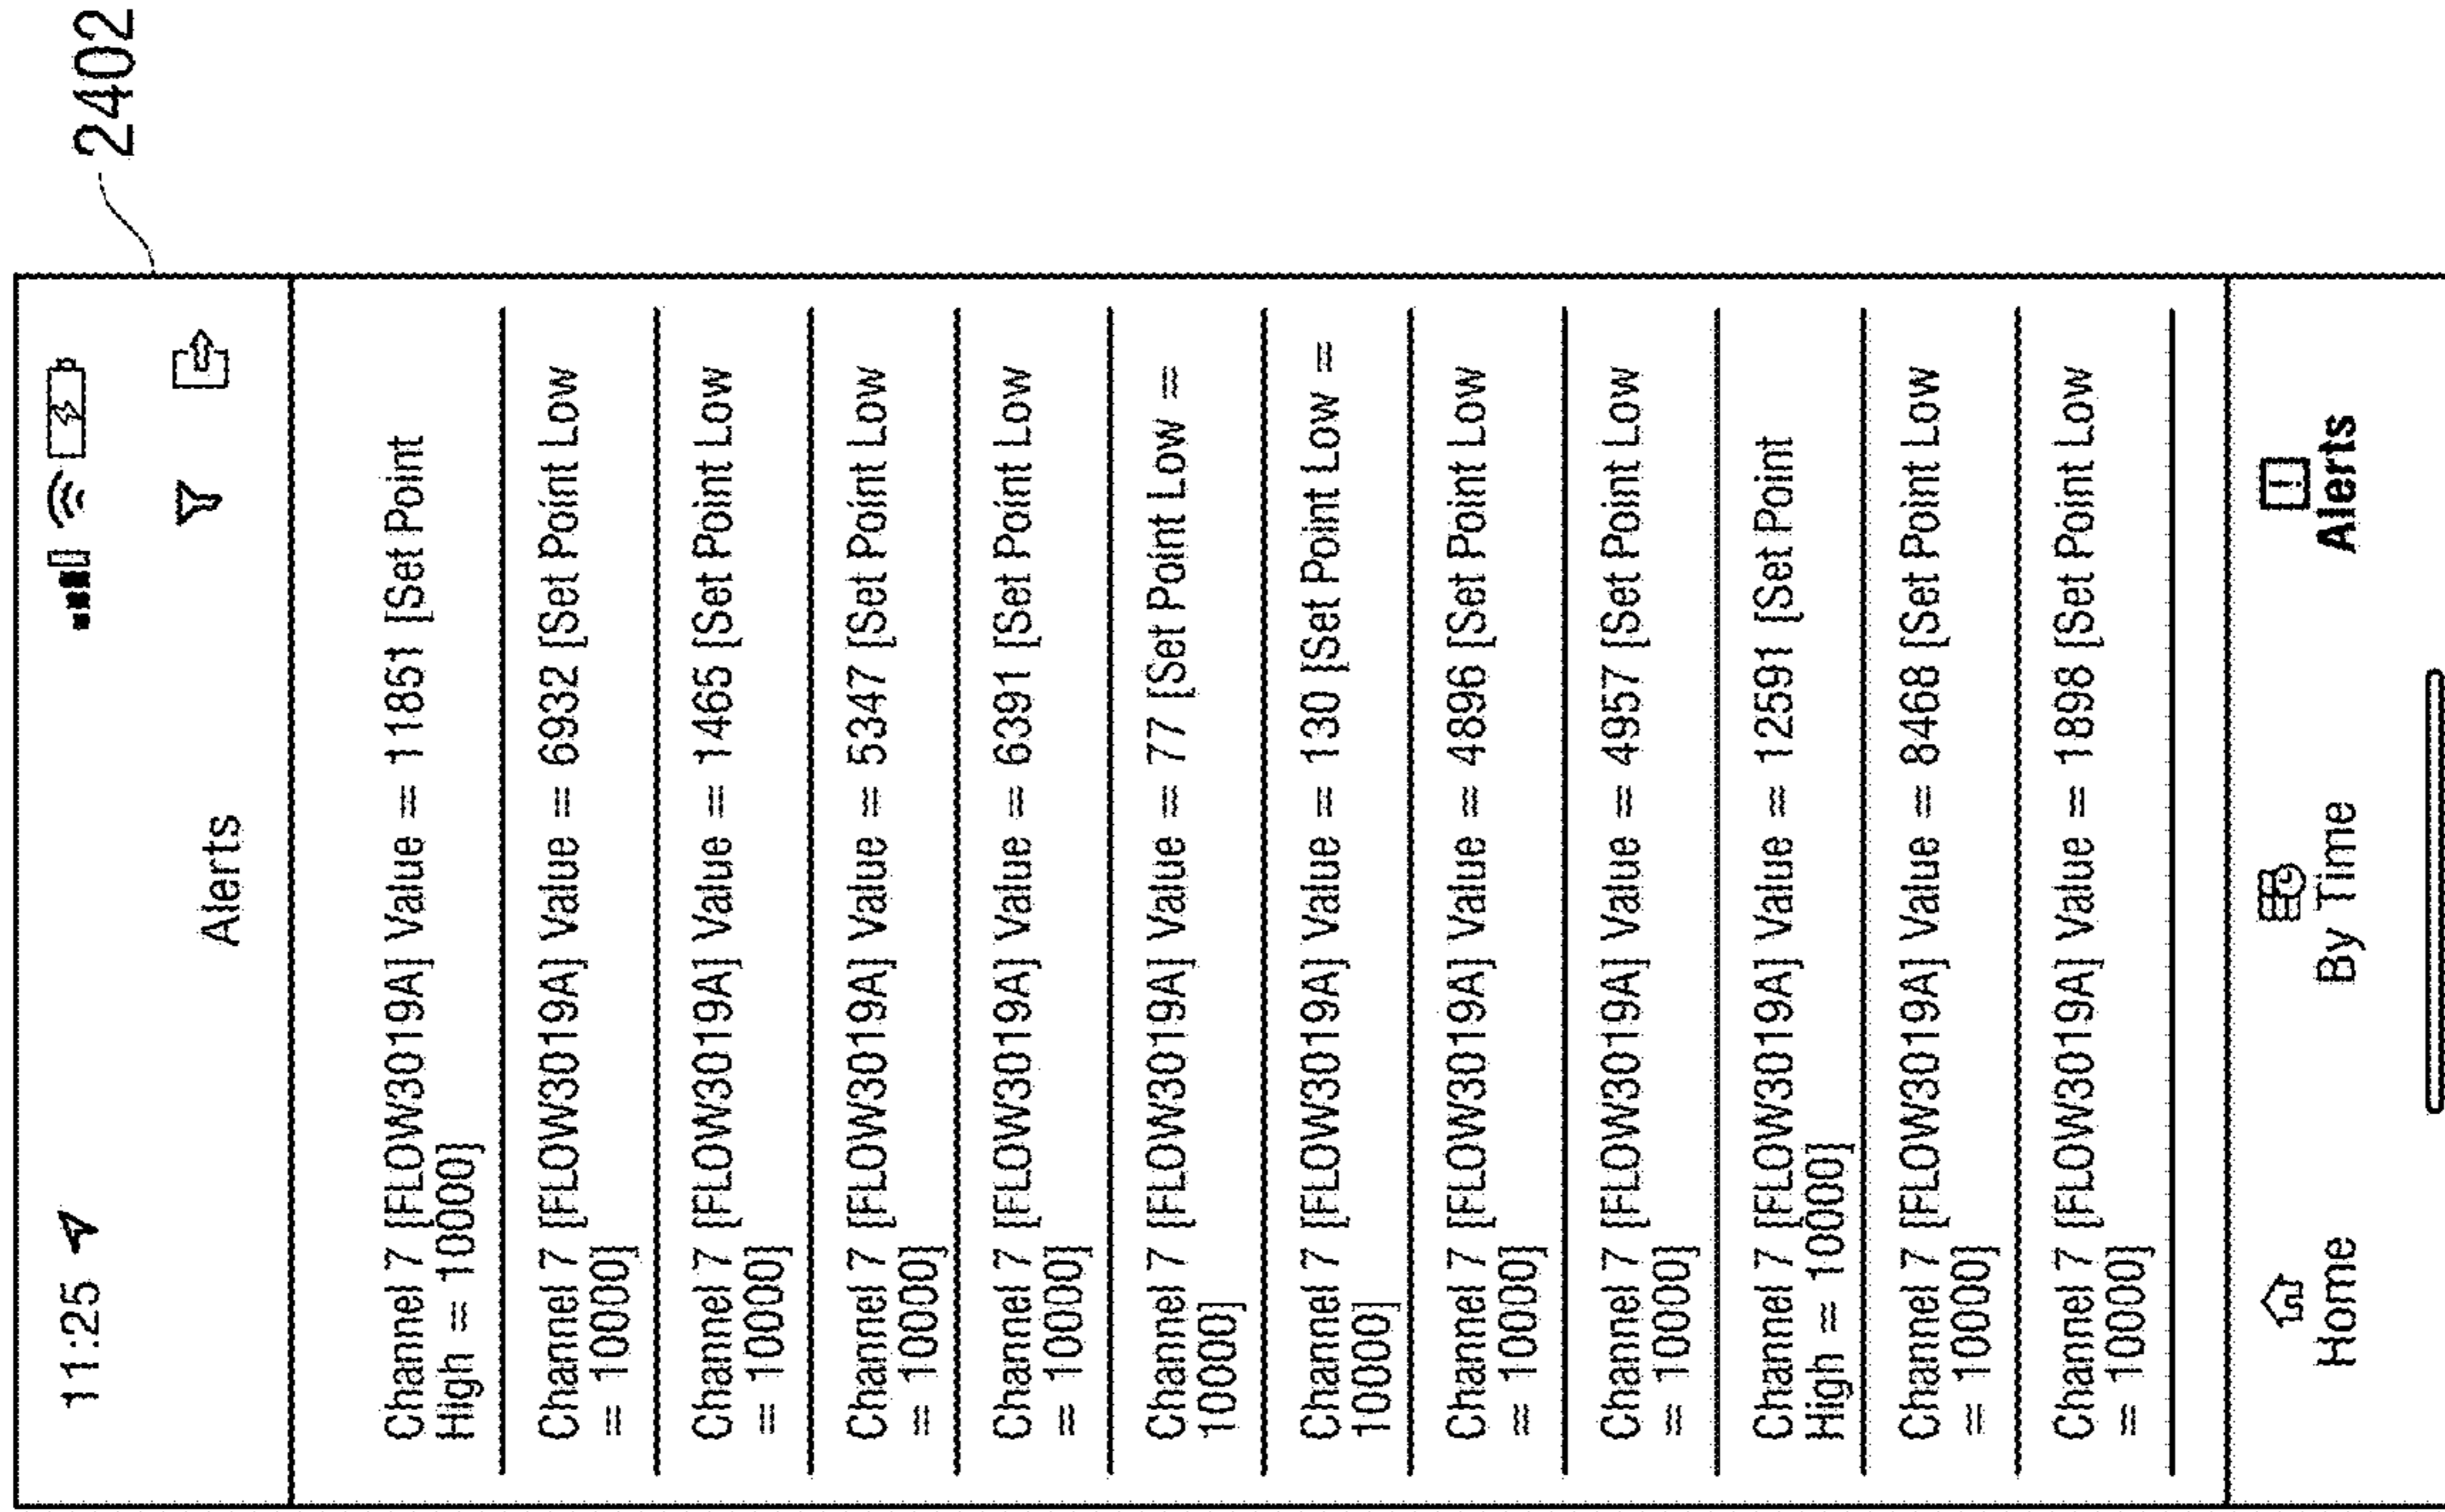 2402
11:25
Alerts
Channel 7 [FLOW3019A] Value = 11861 [Set Point
High = 10000]
Channel 7 [FLOW3019A] Value = 6932 [Set Point Low
= 10000]
Channel 7 [FLOW3019A] Value = 1465 [Set Point Low
= 10000]
Channel 7 [FLOW3019A] Value = 5347 [Set Point Low
= 10000]
Channel 7 [FLOW3019A] Value = 6391 [Set Point Low
= 10000]
Channel 7 [FLOW3019A] Value = 77 [Set Point Low =
10000]
Channel 7 [FLOW3019A] Value = 130 [Set Point Low =
10000]
Channel 7 [FLOW3019A] Value = 4896 [Set Point Low
= 10000]
Channel 7 [FLOW3019A] Value = 4957 [Set Point Low
= 10000]
Channel 7 [FLOW3019A] Value = 12591 [Set Point
High = 10000]
Channel 7 [FLOW3019A] Value = 8468 [Set Point Low
= 10000]
Channel 7 [FLOW3019A] Value = 1898 [Set Point Low
= 10000]
Home
By Time
Alerts